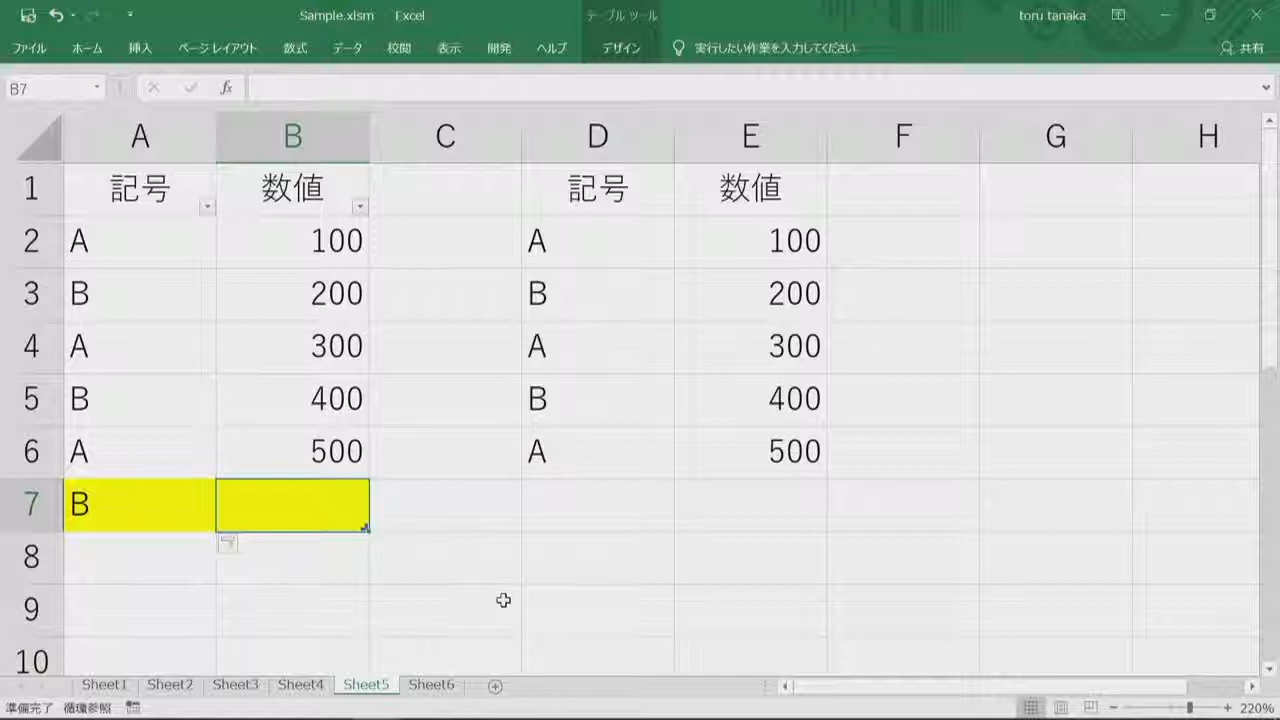 Sample.xlsm Excel
テーブル ツール
toru tanaka
ファイル ホーム 挿入 ページ レイアウト 数式 データ 校閲 表示 開発 ヘルプ デザイン 実行したい作業を入力してください 共有
B7 fx
A B C D E F G H
1 記号 数値 記号 数値
2 A 100 A 100
3 B 200 B 200
4 A 300 A 300
5 B 400 B 400
6 A 500 A 500
7 B
8
9
10
Sheet1 Sheet2 Sheet3 Sheet4 Sheet5 Sheet6
準備完了 循環参照 220%